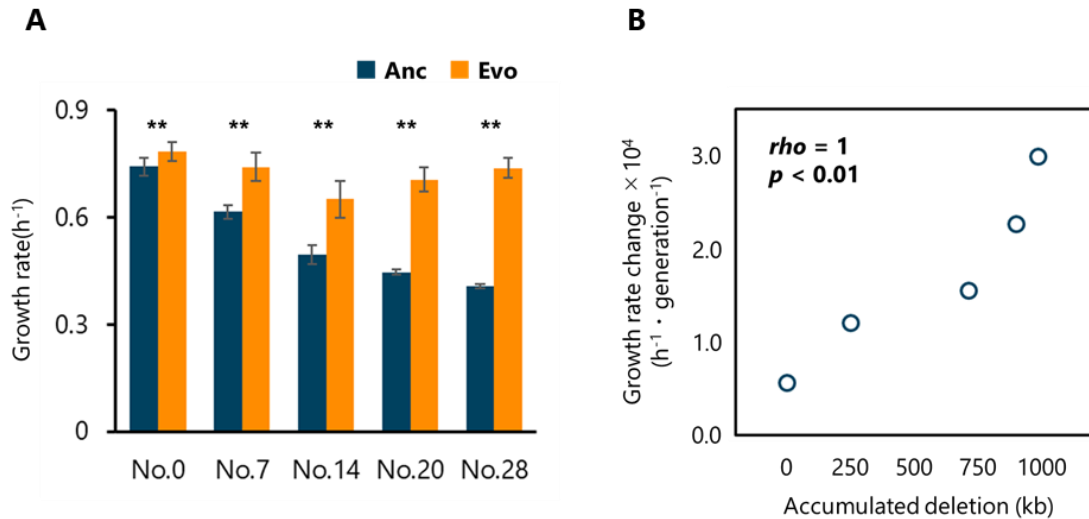 A
Anc Evo
Growth rate(h⁻¹)
0.9
0.6
0.3
0
** ** ** ** **
No.0 No.7 No.14 No.20 No.28
B
Growth rate change × 10⁴
(h⁻¹・generation⁻¹)
3.0
2.0
1.0
0.0
rho = 1
p < 0.01
0 250 500 750 1000
Accumulated deletion (kb)